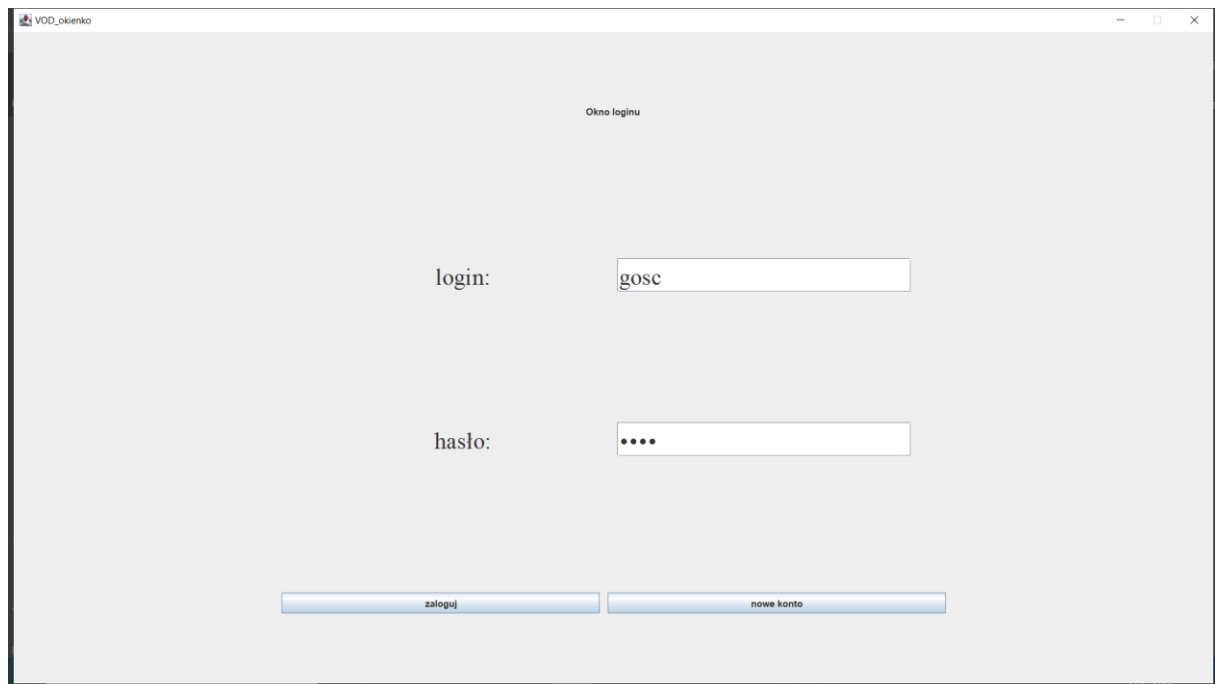 VOD_okienko
Okno loginu
login: gosc
hasło: ••••
zaloguj nowe konto